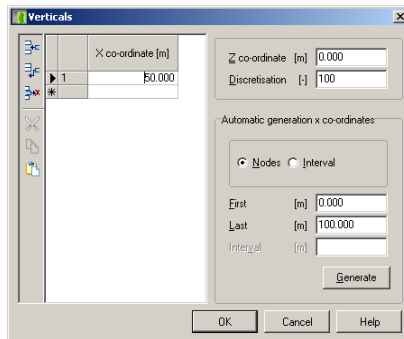 Verticals
X co-ordinate [m]
1 50.000
*
Z co-ordinate [m] 0.000
Discretisation [-] 100
Automatic generation x co-ordinates
Nodes Interval
First [m] 0.000
Last [m] 100.000
Interval [m]
Generate
OK Cancel Help